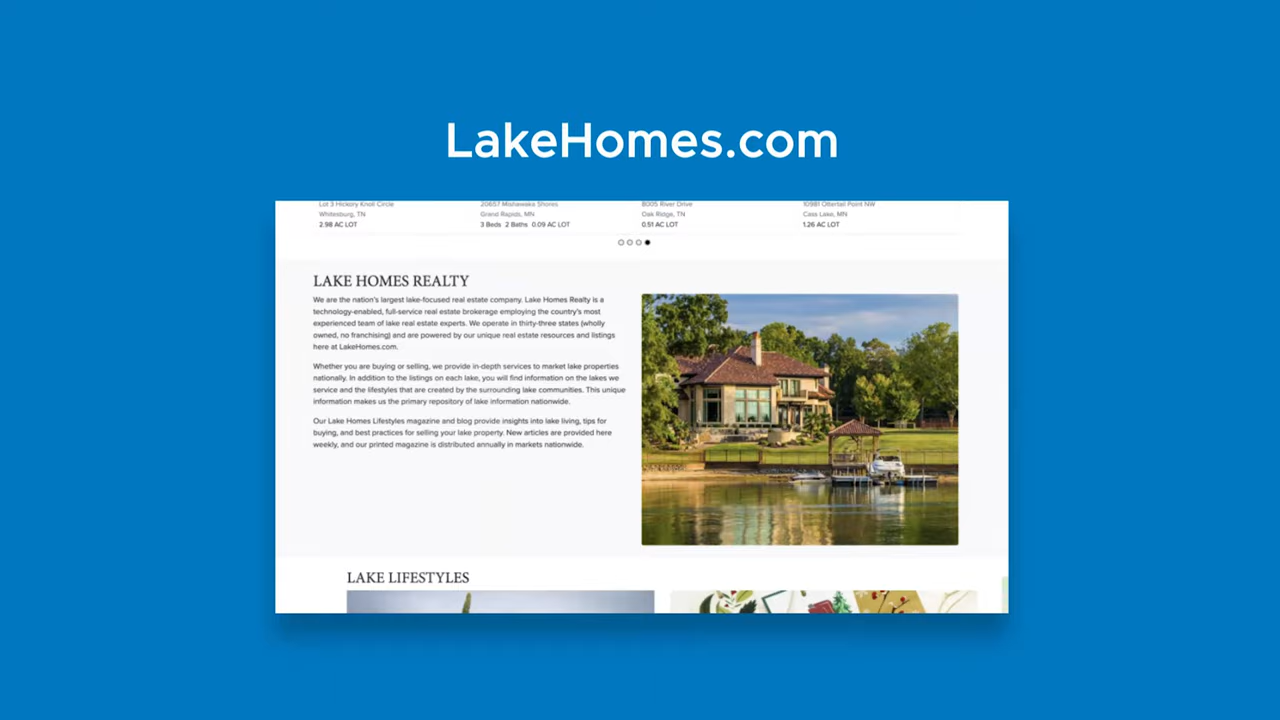 LakeHomes.com
Lot 3 Hickory Knoll Circle
Whitesburg, TN
2.98 AC LOT
20657 Mishawaka Shores
Grand Rapids, MN
3 Beds 2 Baths 0.09 AC LOT
8005 River Drive
Oak Ridge, TN
0.51 AC LOT
10981 Ottertail Point NW
Cass Lake, MN
1.26 AC LOT
LAKE HOMES REALTY
We are the nation's largest lake-focused real estate company. Lake Homes Realty is a
technology-enabled, full-service real estate brokerage employing the country's most
experienced team of lake real estate experts. We operate in thirty-three states (wholly
owned, no franchising) and are powered by our unique real estate resources and listings
here at LakeHomes.com.
Whether you are buying or selling, we provide in-depth services to market lake properties
nationally. In addition to the listings on each lake, you will find information on the lakes we
service and the lifestyles that are created by the surrounding lake communities. This unique
information makes us the primary repository of lake information nationwide.
Our Lake Homes Lifestyles magazine and blog provide insights into lake living, tips for
buying, and best practices for selling your lake property. New articles are provided here
weekly, and our printed magazine is distributed annually in markets nationwide.
LAKE LIFESTYLES